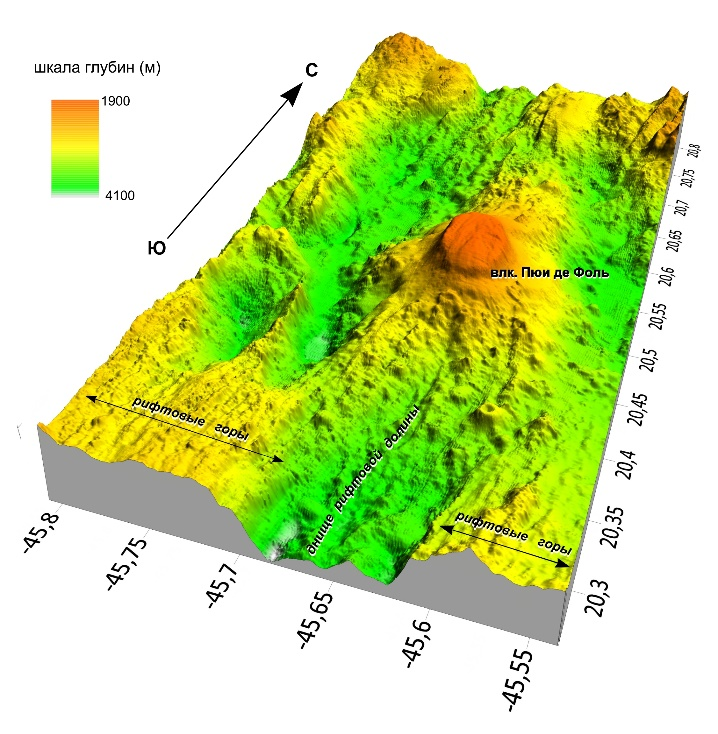 шкала глубин (м)
1900
4100
С
Ю
влк. Пюи де Фоль
рифтовые горы
днище рифтовой долины
рифтовые горы
20,8
20,75
20,7
20,65
20,6
20,55
20,5
20,45
20,4
20,35
20,3
-45,8
-45,75
-45,7
-45,65
-45,6
-45,55